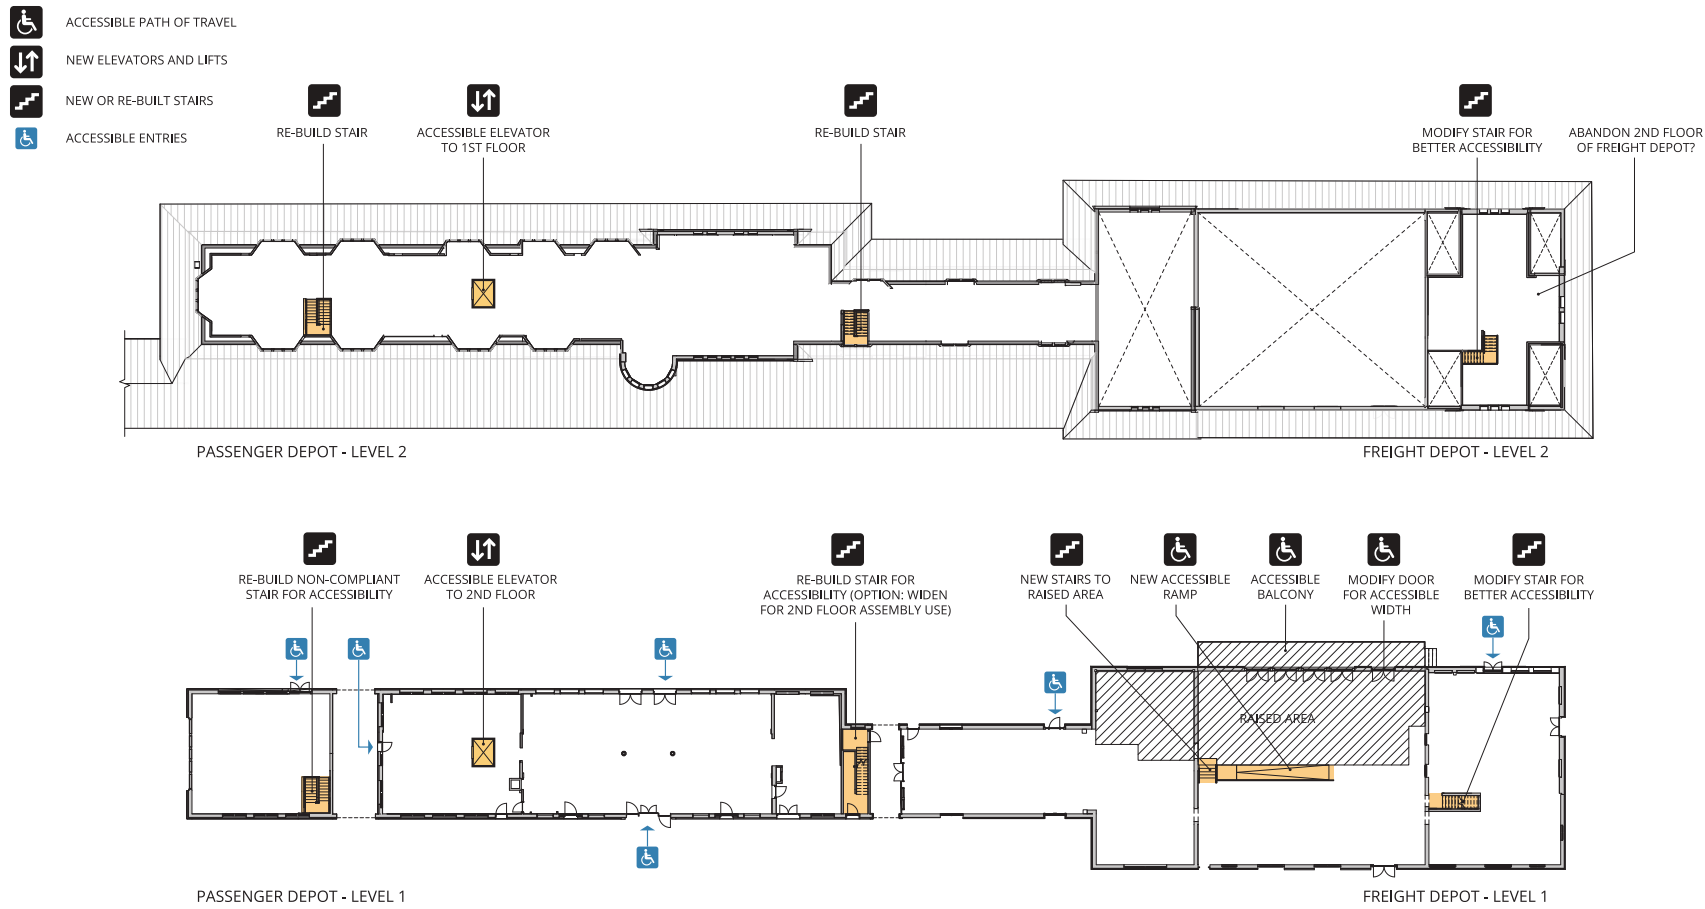 ACCESSIBLE PATH OF TRAVEL
NEW ELEVATORS AND LIFTS
NEW OR RE-BUILT STAIRS
ACCESSIBLE ENTRIES
RE-BUILD STAIR
ACCESSIBLE ELEVATOR
TO 1ST FLOOR
RE-BUILD STAIR
MODIFY STAIR FOR
BETTER ACCESSIBILITY
ABANDON 2ND FLOOR
OF FREIGHT DEPOT?
PASSENGER DEPOT - LEVEL 2
FREIGHT DEPOT - LEVEL 2
RE-BUILD NON-COMPLIANT
STAIR FOR ACCESSIBILITY
ACCESSIBLE ELEVATOR
TO 2ND FLOOR
RE-BUILD STAIR FOR
ACCESSIBILITY (OPTION: WIDEN
FOR 2ND FLOOR ASSEMBLY USE)
NEW STAIRS TO
RAISED AREA
NEW ACCESSIBLE
RAMP
ACCESSIBLE
BALCONY
MODIFY DOOR
FOR ACCESSIBLE
WIDTH
MODIFY STAIR FOR
BETTER ACCESSIBILITY
RAISED AREA
PASSENGER DEPOT - LEVEL 1
FREIGHT DEPOT - LEVEL 1